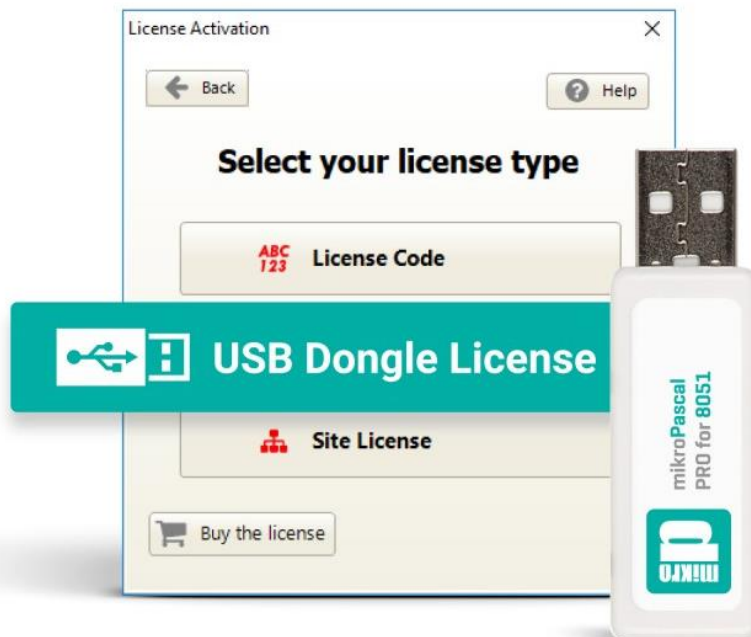 License Activation
Back
Help
Select your license type
ABC
123
License Code
USB Dongle License
Site License
Buy the license
mikroPascal
PRO for 8051
mikro